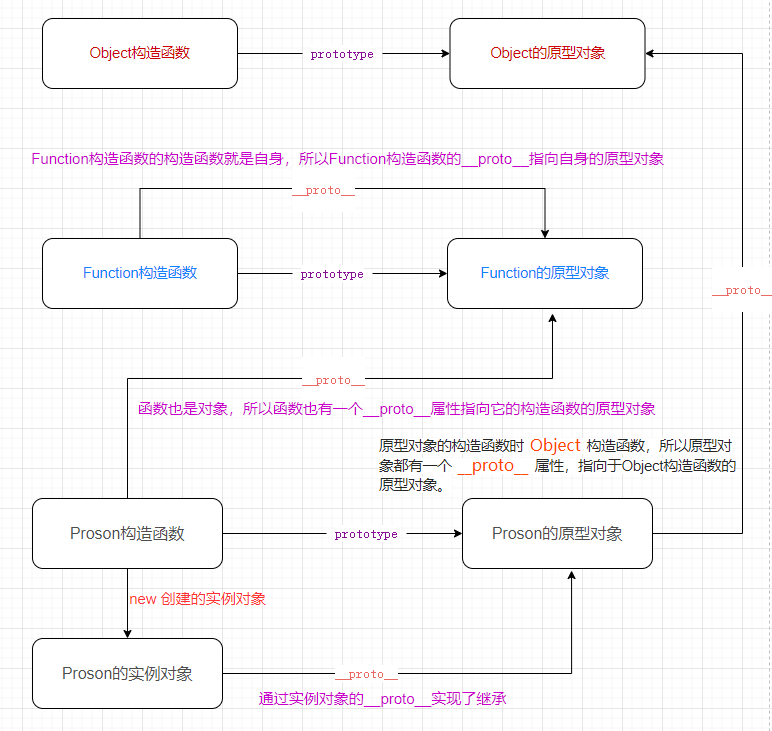 Object构造函数
prototype
Object的原型对象
Function构造函数的构造函数就是自身，所以Function构造函数的__proto__指向自身的原型对象
__proto__
Function构造函数
prototype
Function的原型对象
__proto__
__proto__
函数也是对象，所以函数也有一个__proto__属性指向它的构造函数的原型对象
原型对象的构造函数时 Object 构造函数，所以原型对
象都有一个 __proto__ 属性，指向于Object构造函数的
原型对象。
Proson构造函数
prototype
Proson的原型对象
new 创建的实例对象
Proson的实例对象
__proto__
通过实例对象的__proto__实现了继承